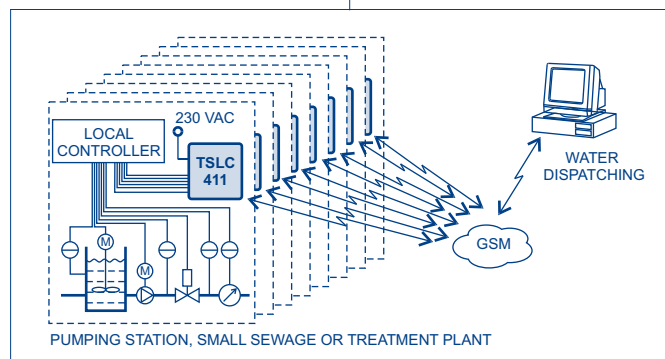 230 VAC
LOCAL
CONTROLLER
TSLC
411
M
M
WATER
DISPATCHING
GSM
PUMPING STATION, SMALL SEWAGE OR TREATMENT PLANT